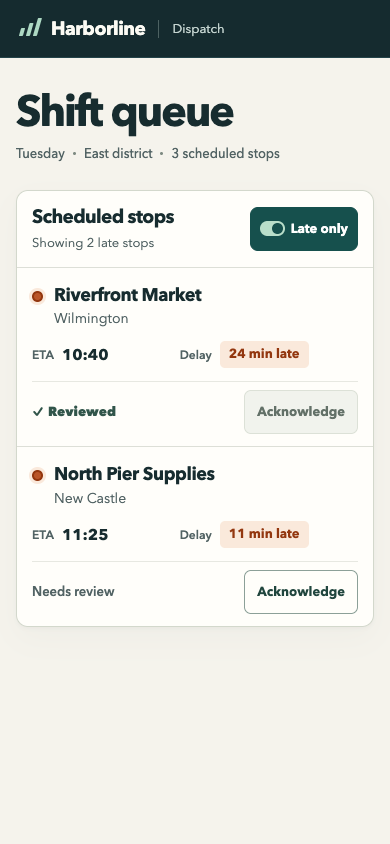 Harborline Dispatch
Shift queue
Tuesday • East district • 3 scheduled stops
Scheduled stops
Showing 2 late stops
Late only
Riverfront Market
Wilmington
ETA 10:40 Delay 24 min late
✓ Reviewed Acknowledge
North Pier Supplies
New Castle
ETA 11:25 Delay 11 min late
Needs review Acknowledge